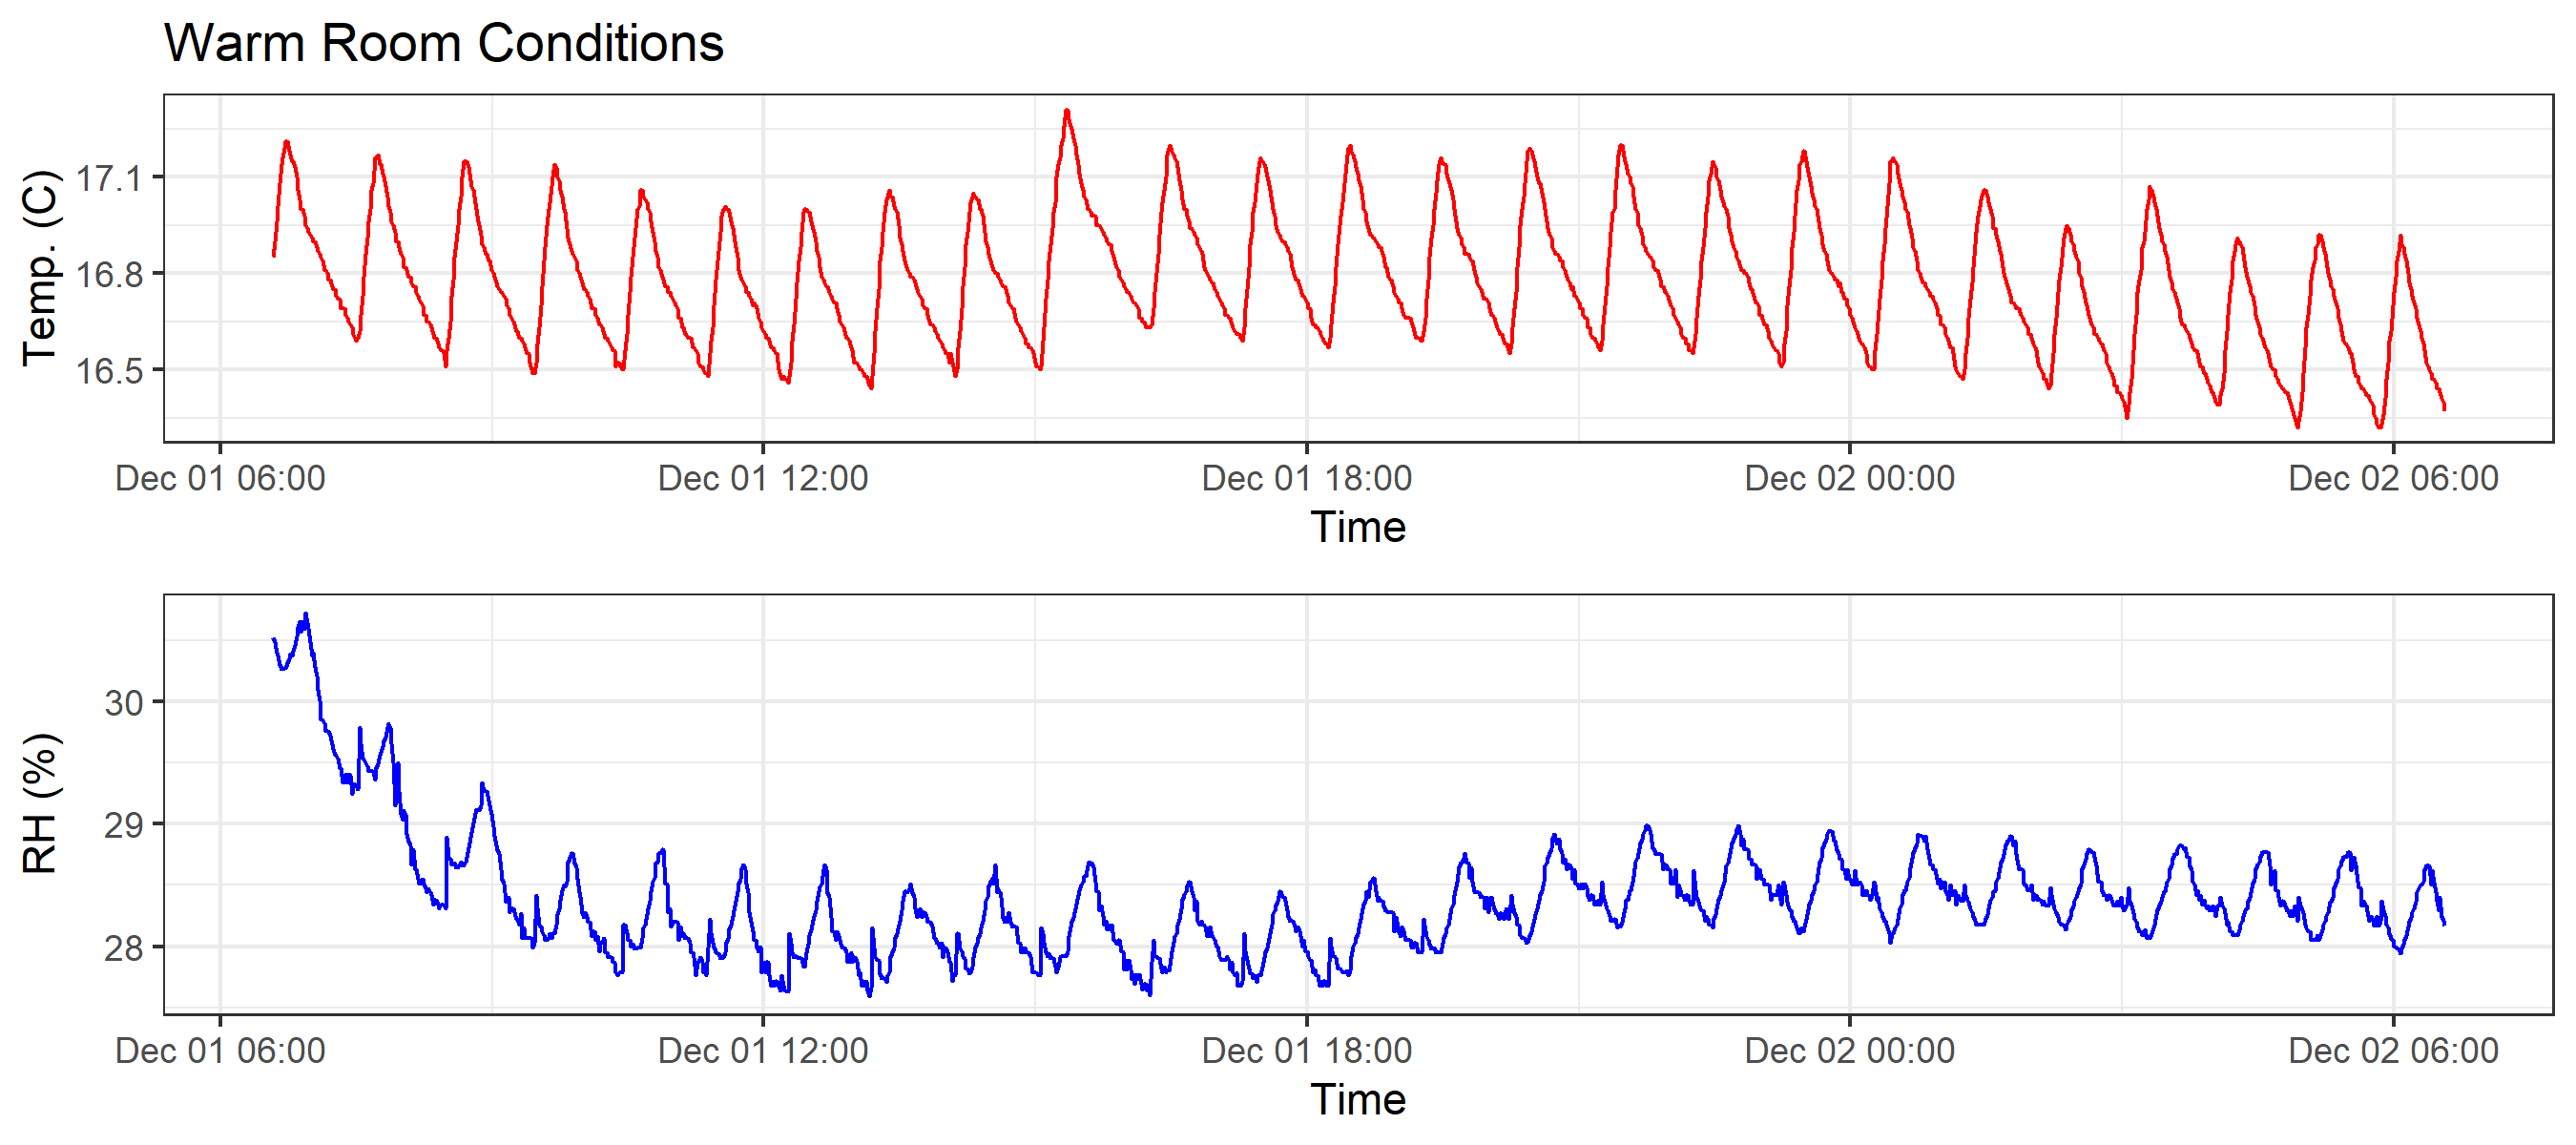 Warm Room Conditions
Temp. (C)
17.1
16.8
16.5
Dec 01 06:00 Dec 01 12:00 Dec 01 18:00 Dec 02 00:00 Dec 02 06:00
Time
RH (%)
30
29
28
Dec 01 06:00 Dec 01 12:00 Dec 01 18:00 Dec 02 00:00 Dec 02 06:00
Time